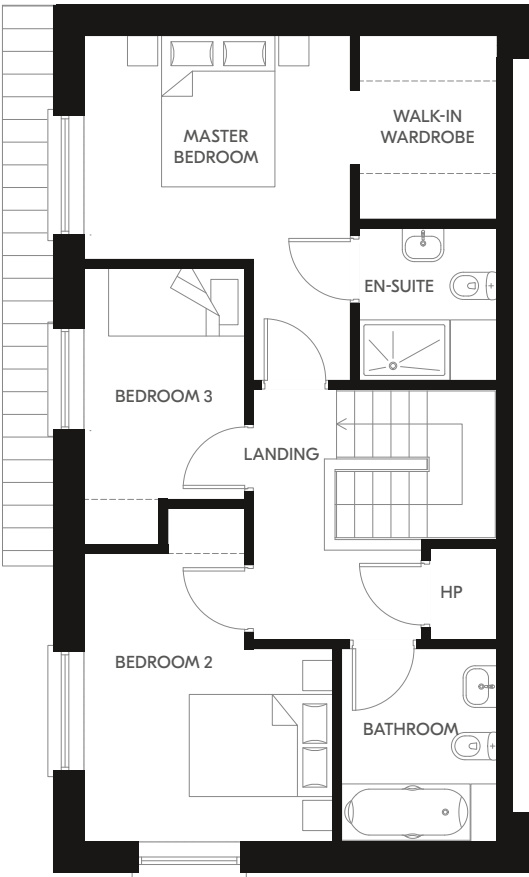 MASTER
BEDROOM
WALK-IN
WARDROBE
EN-SUITE
BEDROOM 3
LANDING
HP
BEDROOM 2
BATHROOM